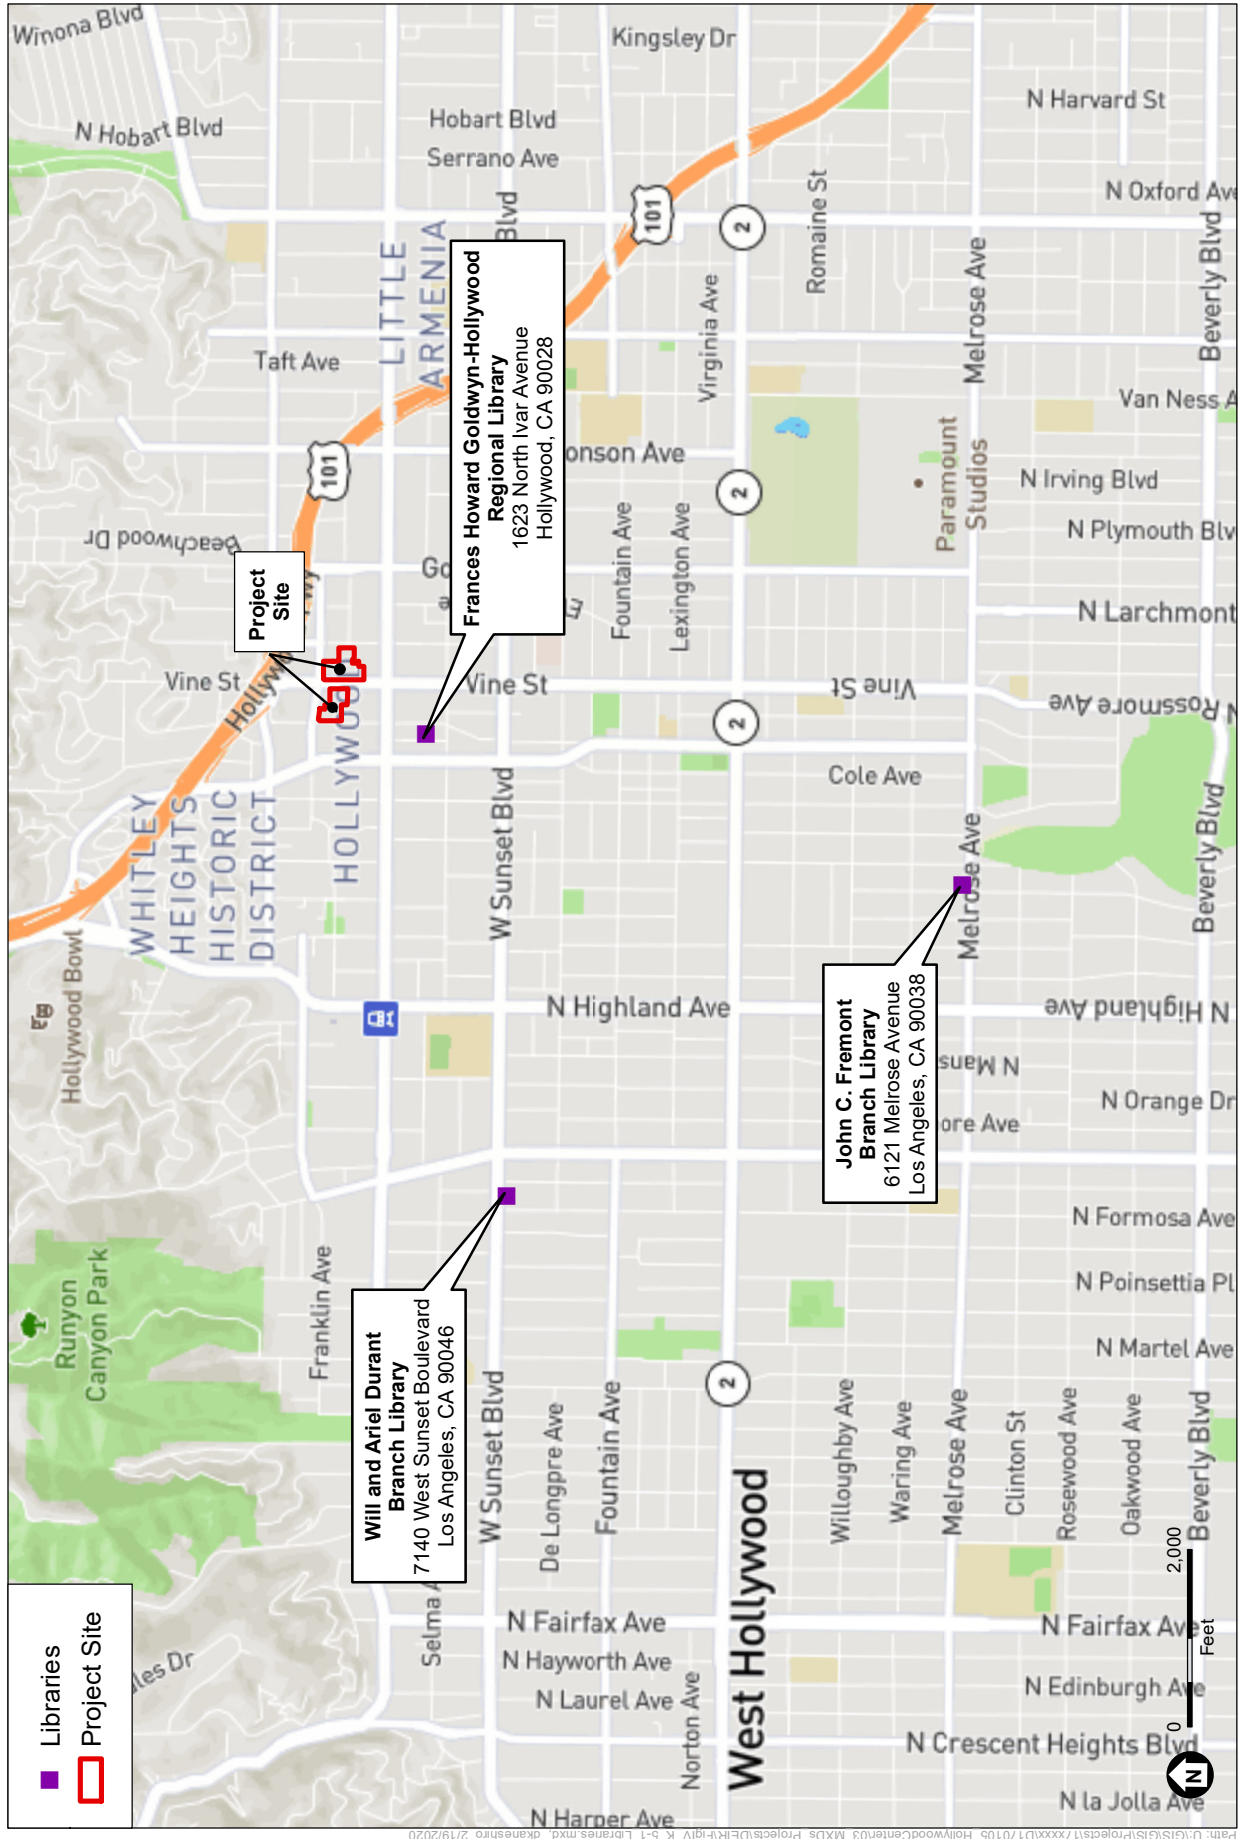 Libraries
Project Site
Will and Ariel Durant
Branch Library
7140 West Sunset Boulevard
Los Angeles, CA 90046
Frances Howard Goldwyn-Hollywood
Regional Library
1623 North Ivar Avenue
Hollywood, CA 90028
John C. Fremont
Branch Library
6121 Melrose Avenue
Los Angeles, CA 90038
Project
Site
Runyon
Canyon Park
Hollywood Bowl
WHITLEY
HEIGHTS
HISTORIC
DISTRICT
HOLLYWOOD
LITTLE
ARMENIA
West Hollywood
Paramount
Studios
Winona Blvd
N Hobart Blvd
Kingsley Dr
Hobart Blvd
Serrano Ave
N Harvard St
N Oxford Ave
Blvd
101
101
2
2
2
2
Romaine St
Virginia Ave
Melrose Ave
Beverly Blvd
Taft Ave
Van Ness A
onson Ave
N Irving Blvd
N Plymouth Blv
Beachwood Dr
Fountain Ave
Lexington Ave
Go
N Larchmont
Vine St
Vine St
Vine St
Hollywo
wy
N Rossmore Ave
Cole Ave
W Sunset Blvd
Melrose Ave
Beverly Blvd
N Highland Ave
N Highland Ave
N Mans
ore Ave
N Orange Dr
N Formosa Ave
N Poinsettia Pl
N Martel Ave
Franklin Ave
W Sunset Blvd
De Longpre Ave
Fountain Ave
Willoughby Ave
Waring Ave
Melrose Ave
Clinton St
Rosewood Ave
Oakwood Ave
Beverly Blvd
Selma A
ales Dr
N Fairfax Ave
N Fairfax Ave
N Hayworth Ave
N Laurel Ave
Norton Ave
N Edinburgh Ave
N Crescent Heights Blvd
N la Jolla Ave
N Harper Ave
0
2,000
Feet
N